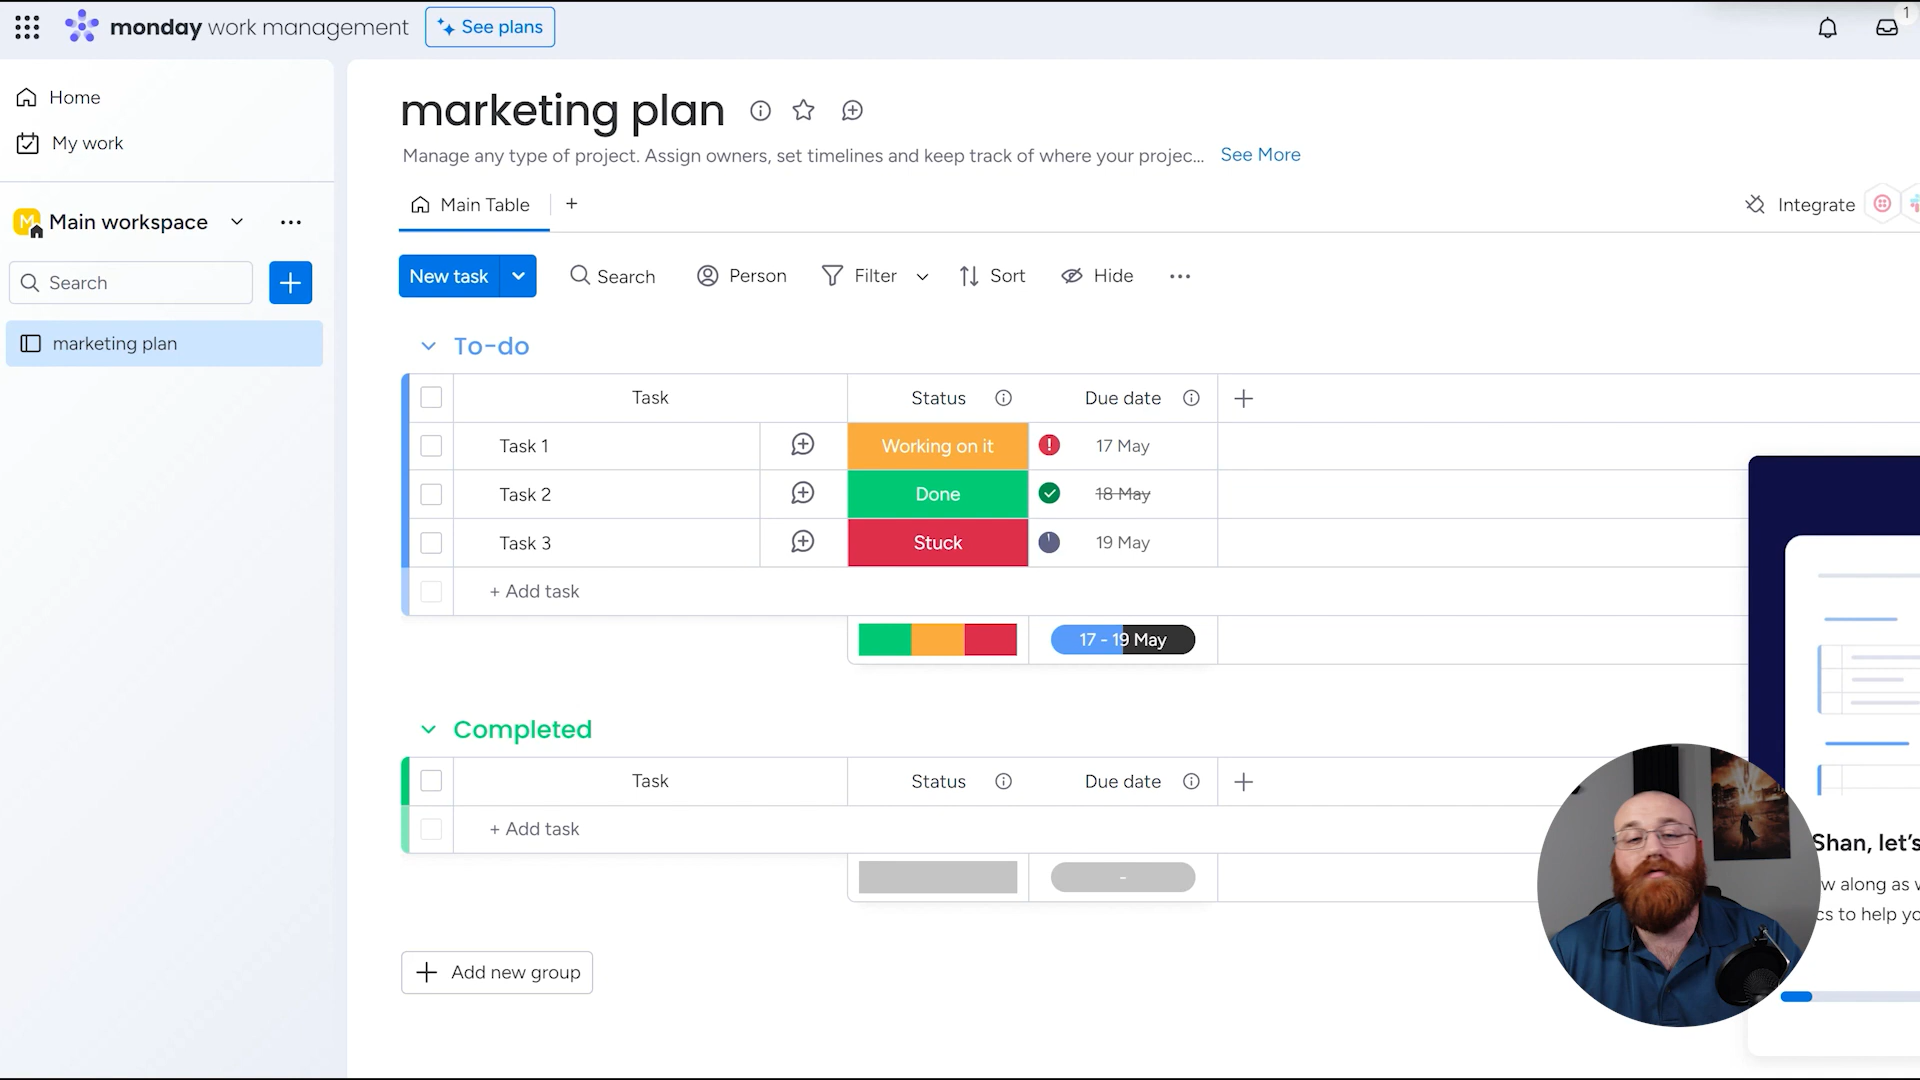 monday work management
See plans
1
Home
My work
M
Main workspace
Search
marketing plan
marketing plan
Manage any type of project. Assign owners, set timelines and keep track of where your projec... See More
Main Table
Integrate
New task
Search
Person
Filter
Sort
Hide
To-do
Task Status Due date
Task 1 Working on it 17 May
Task 2 Done 18 May
Task 3 Stuck 19 May
+ Add task
17 - 19 May
Completed
Task Status Due date
+ Add task
-
Add new group
Shan, let's
w along as
cs to help